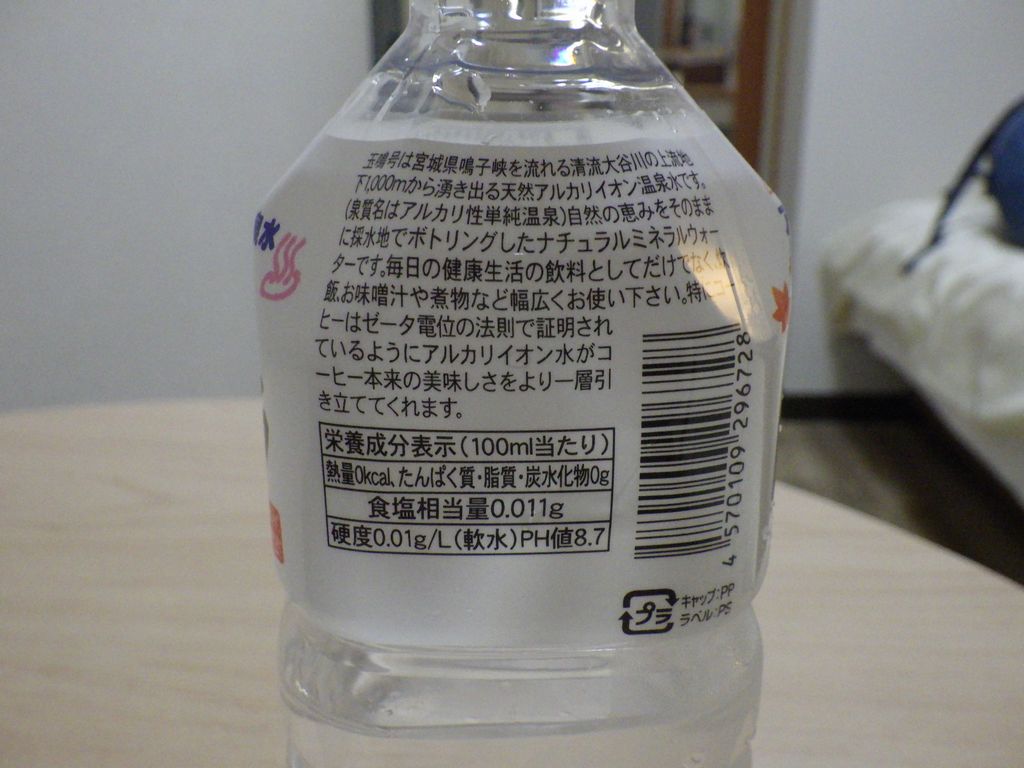 玉鳴号は宮城県鳴子峡を流れる清流大谷川の上流地
下1,000mから湧き出る天然アルカリイオン温泉水です。
(泉質名はアルカリ性単純温泉)自然の恵みをそのまま
に採水地でボトリングしたナチュラルミネラルウォー
ターです。毎日の健康生活の飲料としてだけでなく、
飯、お味噌汁や煮物など幅広くお使い下さい。特にコー
ヒーはゼータ電位の法則で証明され
ているようにアルカリイオン水がコ
ーヒー本来の美味しさをより一層引
き立ててくれます。
栄養成分表示(100ml当たり)
熱量0kcal、たんぱく質・脂質・炭水化物0g
食塩相当量0.011g
硬度0.01g/L(軟水)PH値8.7
4 570109 296728
プラ
キャップ:PP
ラベル:PS
水